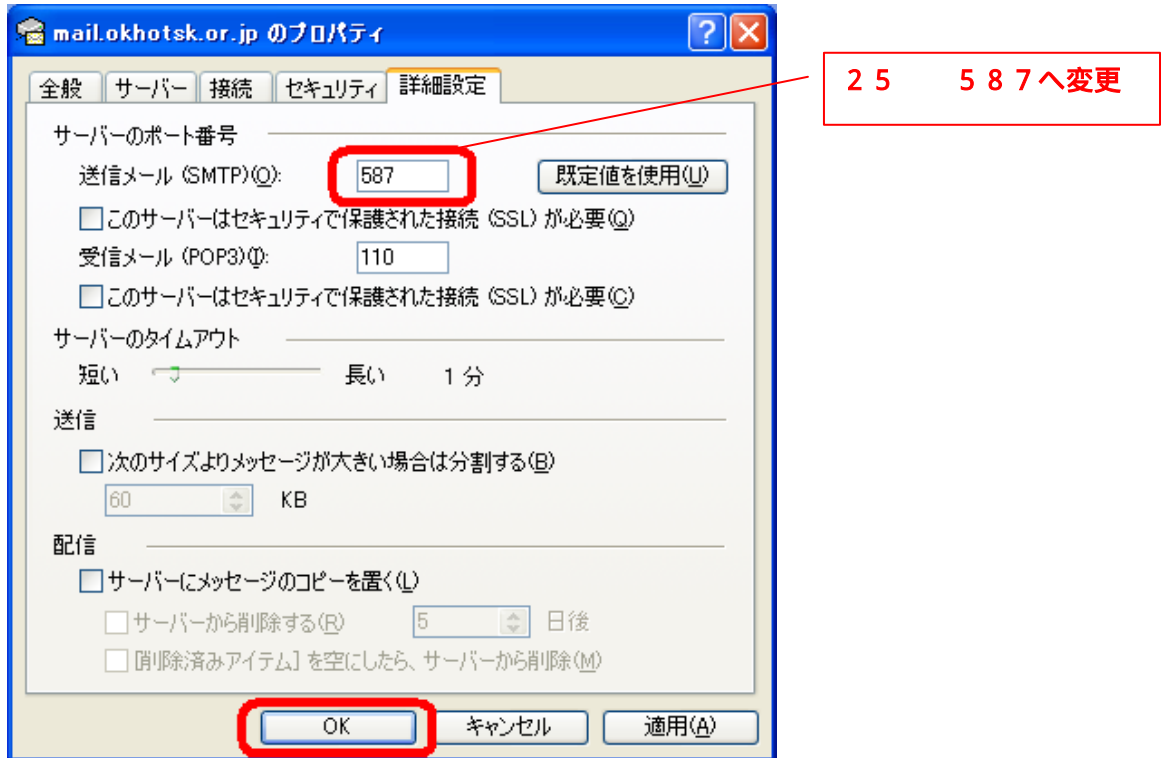 mail.okhotsk.or.jp のプロパティ
25 587へ変更
全般 サーバー 接続 セキュリティ 詳細設定
サーバーのポート番号
送信メール (SMTP)(O): 587 既定値を使用(U)
このサーバーはセキュリティで保護された接続 (SSL) が必要(Q)
受信メール (POP3)(I): 110
このサーバーはセキュリティで保護された接続 (SSL) が必要(C)
サーバーのタイムアウト
短い 長い 1 分
送信
次のサイズよりメッセージが大きい場合は分割する(B)
60 KB
配信
サーバーにメッセージのコピーを置く(L)
サーバーから削除する(R) 5 日後
[削除済みアイテム] を空にしたら、サーバーから削除(M)
OK キャンセル 適用(A)